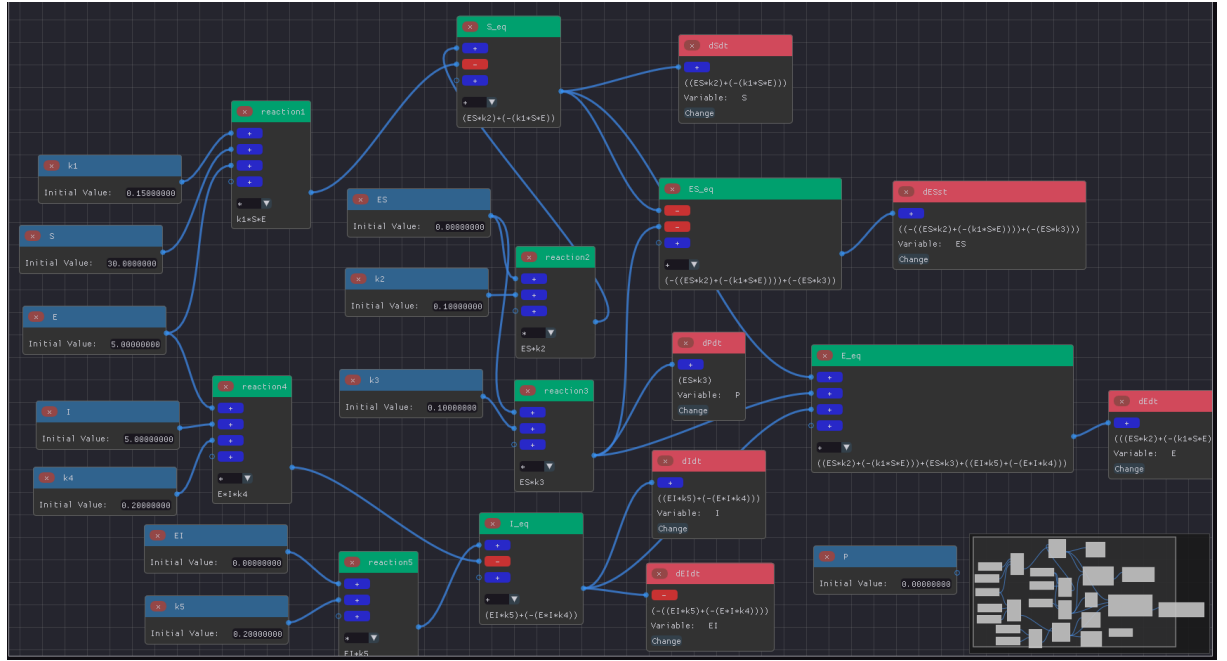 S_eq
+
-
+
+
(ES*k2)+(-(k1*S*E))
dSdt
+
((ES*k2)+(-(k1*S*E)))
Variable: S
Change
reaction1
+
+
+
+
*
k1*S*E
k1
Initial Value: 0.15000000
S
Initial Value: 30.0000000
E
Initial Value: 5.00000000
ES
Initial Value: 0.00000000
k2
Initial Value: 0.10000000
reaction2
+
+
+
*
ES*k2
ES_eq
-
-
+
+
(-((ES*k2)+(-(k1*S*E))))+(-(ES*k3))
dESst
+
((-((ES*k2)+(-(k1*S*E))))+(-(ES*k3)))
Variable: ES
Change
dPdt
+
(ES*k3)
Variable: P
Change
E_eq
+
+
+
+
+
((ES*k2)+(-(k1*S*E)))+(ES*k3)+((EI*k5)+(-(E*I*k4)))
dEdt
+
(((ES*k2)+(-(k1*S*E
Variable: E
Change
k3
Initial Value: 0.10000000
reaction3
+
+
+
*
ES*k3
reaction4
+
+
+
+
*
E*I*k4
I
Initial Value: 5.00000000
k4
Initial Value: 0.20000000
EI
Initial Value: 0.00000000
k5
Initial Value: 0.20000000
reaction5
+
+
+
*
EI*k5
I_eq
+
-
+
+
(EI*k5)+(-(E*I*k4))
dIdt
+
((EI*k5)+(-(E*I*k4)))
Variable: I
Change
dEIdt
-
(-((EI*k5)+(-(E*I*k4))))
Variable: EI
Change
P
Initial Value: 0.00000000